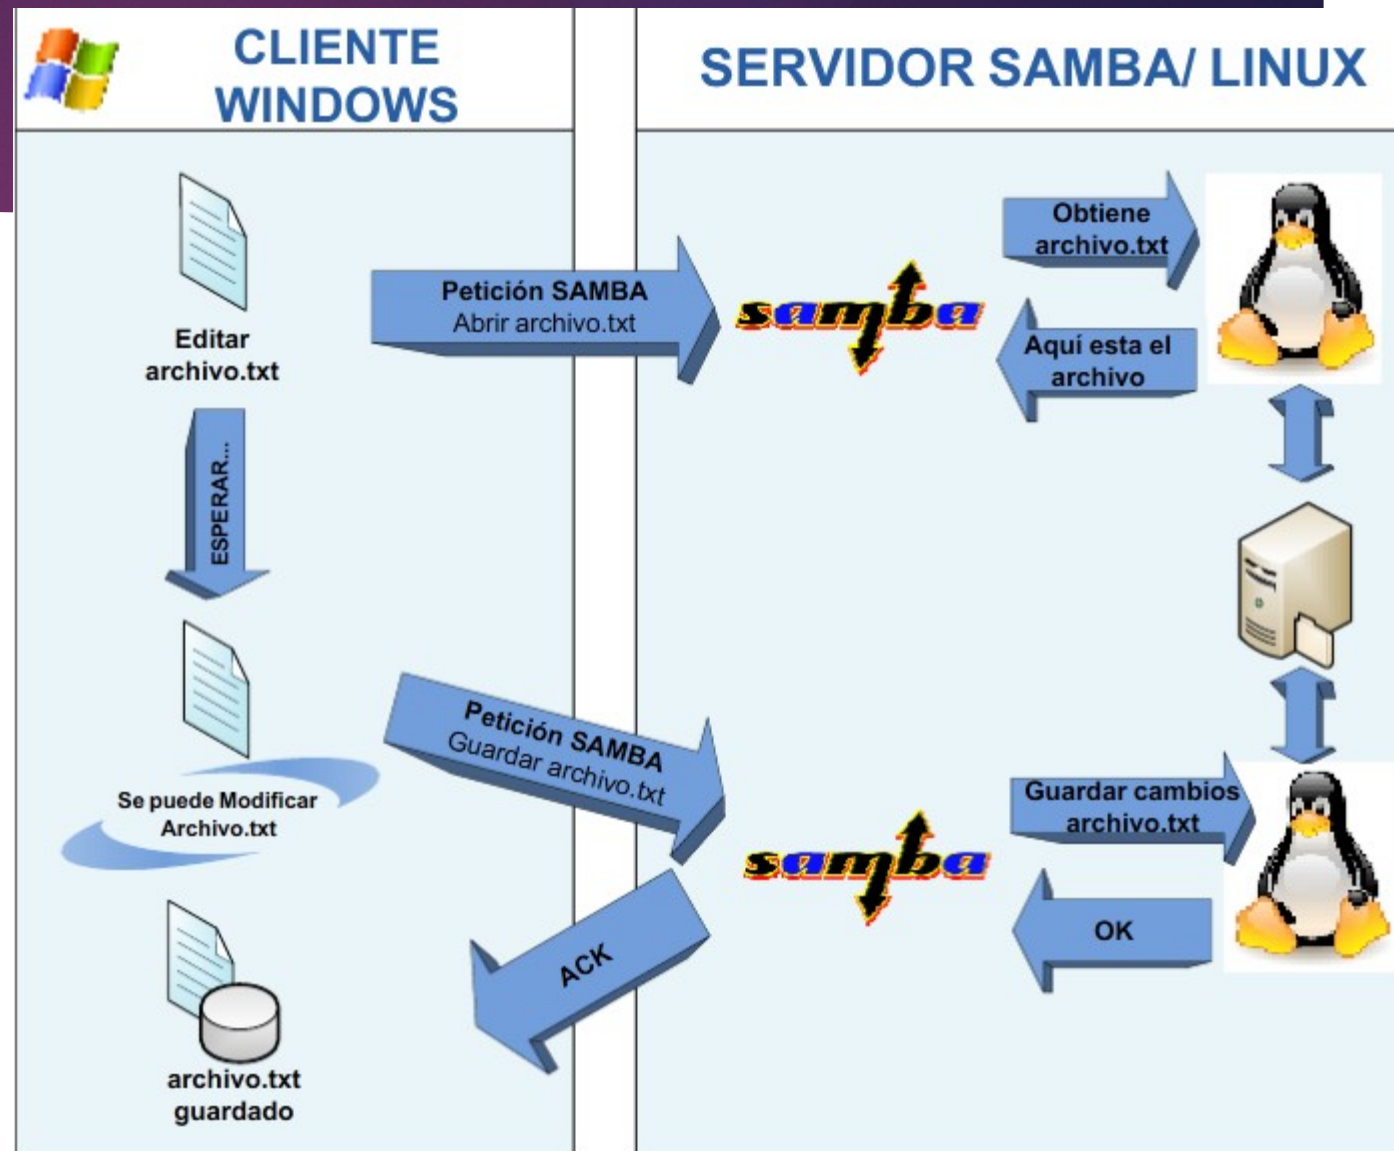 CLIENTE
WINDOWS
SERVIDOR SAMBA/ LINUX
Editar
archivo.txt
Petición SAMBA
Abrir archivo.txt
samba
Obtiene
archivo.txt
Aquí esta el
archivo
ESPERAR...
Se puede Modificar
Archivo.txt
Petición SAMBA
Guardar archivo.txt
samba
Guardar cambios
archivo.txt
OK
ACK
archivo.txt
guardado